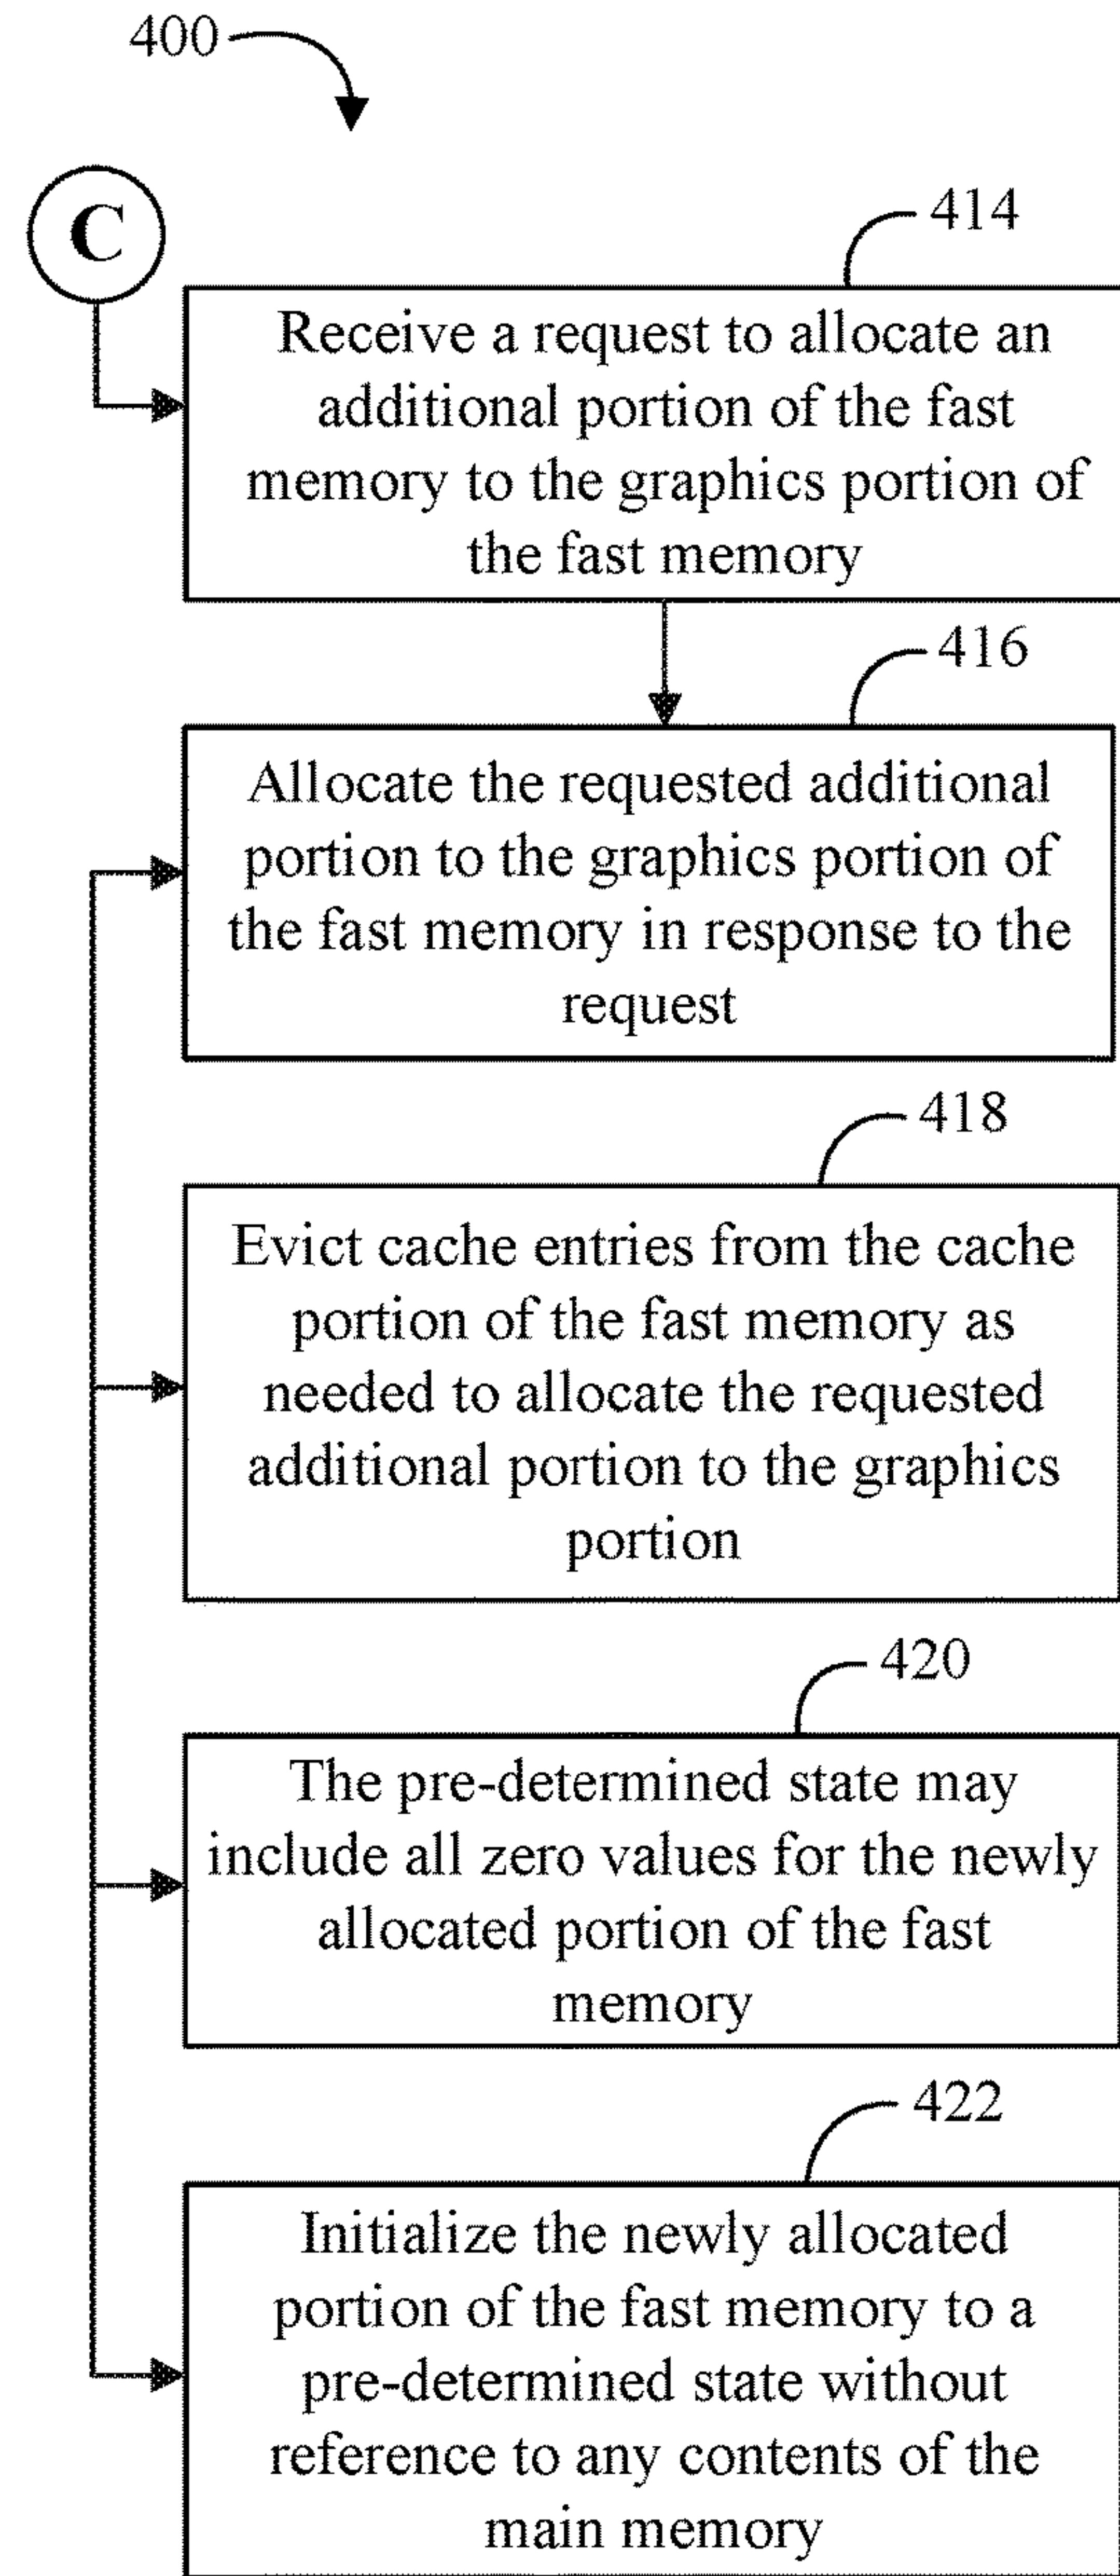 400
C
414
Receive a request to allocate an
additional portion of the fast
memory to the graphics portion of
the fast memory
416
Allocate the requested additional
portion to the graphics portion of
the fast memory in response to the
request
418
Evict cache entries from the cache
portion of the fast memory as
needed to allocate the requested
additional portion to the graphics
portion
420
The pre-determined state may
include all zero values for the newly
allocated portion of the fast
memory
422
Initialize the newly allocated
portion of the fast memory to a
pre-determined state without
reference to any contents of the
main memory